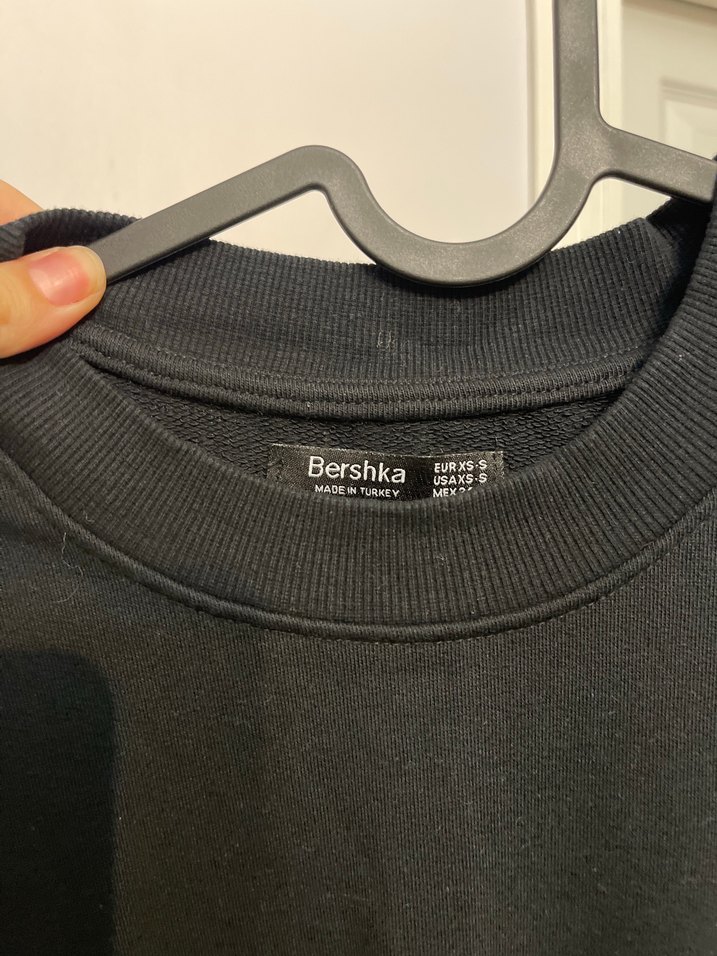 Bershka
MADE IN TURKEY
EUR XS-S
USA XS-S
MEX